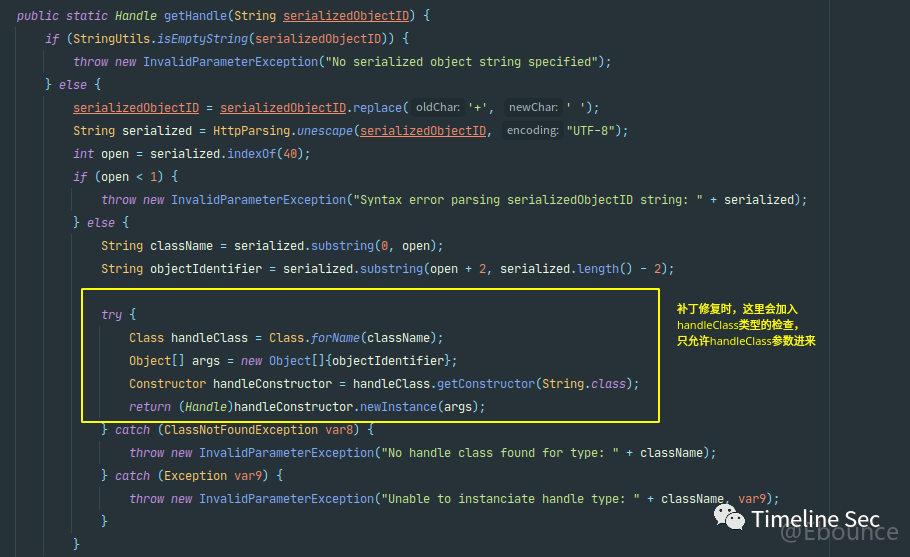 public static Handle getHandle(String serializedObjectID) {
if (StringUtils.isEmptyString(serializedObjectID)) {
throw new InvalidParameterException("No serialized object string specified");
} else {
serializedObjectID = serializedObjectID.replace( oldChar: '+', newChar: ' ');
String serialized = HttpParsing.unescape(serializedObjectID, encoding: "UTF-8");
int open = serialized.indexOf(40);
if (open < 1) {
throw new InvalidParameterException("Syntax error parsing serializedObjectID string: " + serialized);
} else {
String className = serialized.substring(0, open);
String objectIdentifier = serialized.substring(open + 2, serialized.length() - 2);
try {
Class handleClass = Class.forName(className);
Object[] args = new Object[]{objectIdentifier};
Constructor handleConstructor = handleClass.getConstructor(String.class);
return (Handle)handleConstructor.newInstance(args);
} catch (ClassNotFoundException var8) {
throw new InvalidParameterException("No handle class found for type: " + className);
} catch (Exception var9) {
throw new InvalidParameterException("Unable to instanciate handle type: " + className, var9);
}
}
补丁修复时，这里会加入
handleClass类型的检查，
只允许handleClass参数进来
Timeline Sec
@Ebounce